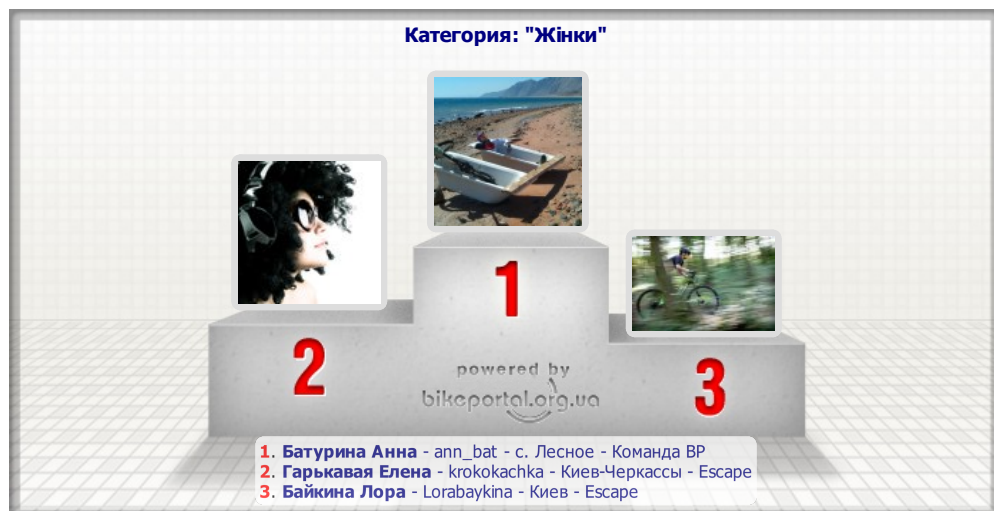 Категория: "Жінки"
1
2
3
powered by
bikeportal.org.ua
1. Батурина Анна - ann_bat - с. Лесное - Команда ВР
2. Гарькавая Елена - krokokachka - Киев-Черкассы - Escape
3. Байкина Лора - Lorabaykina - Киев - Escape